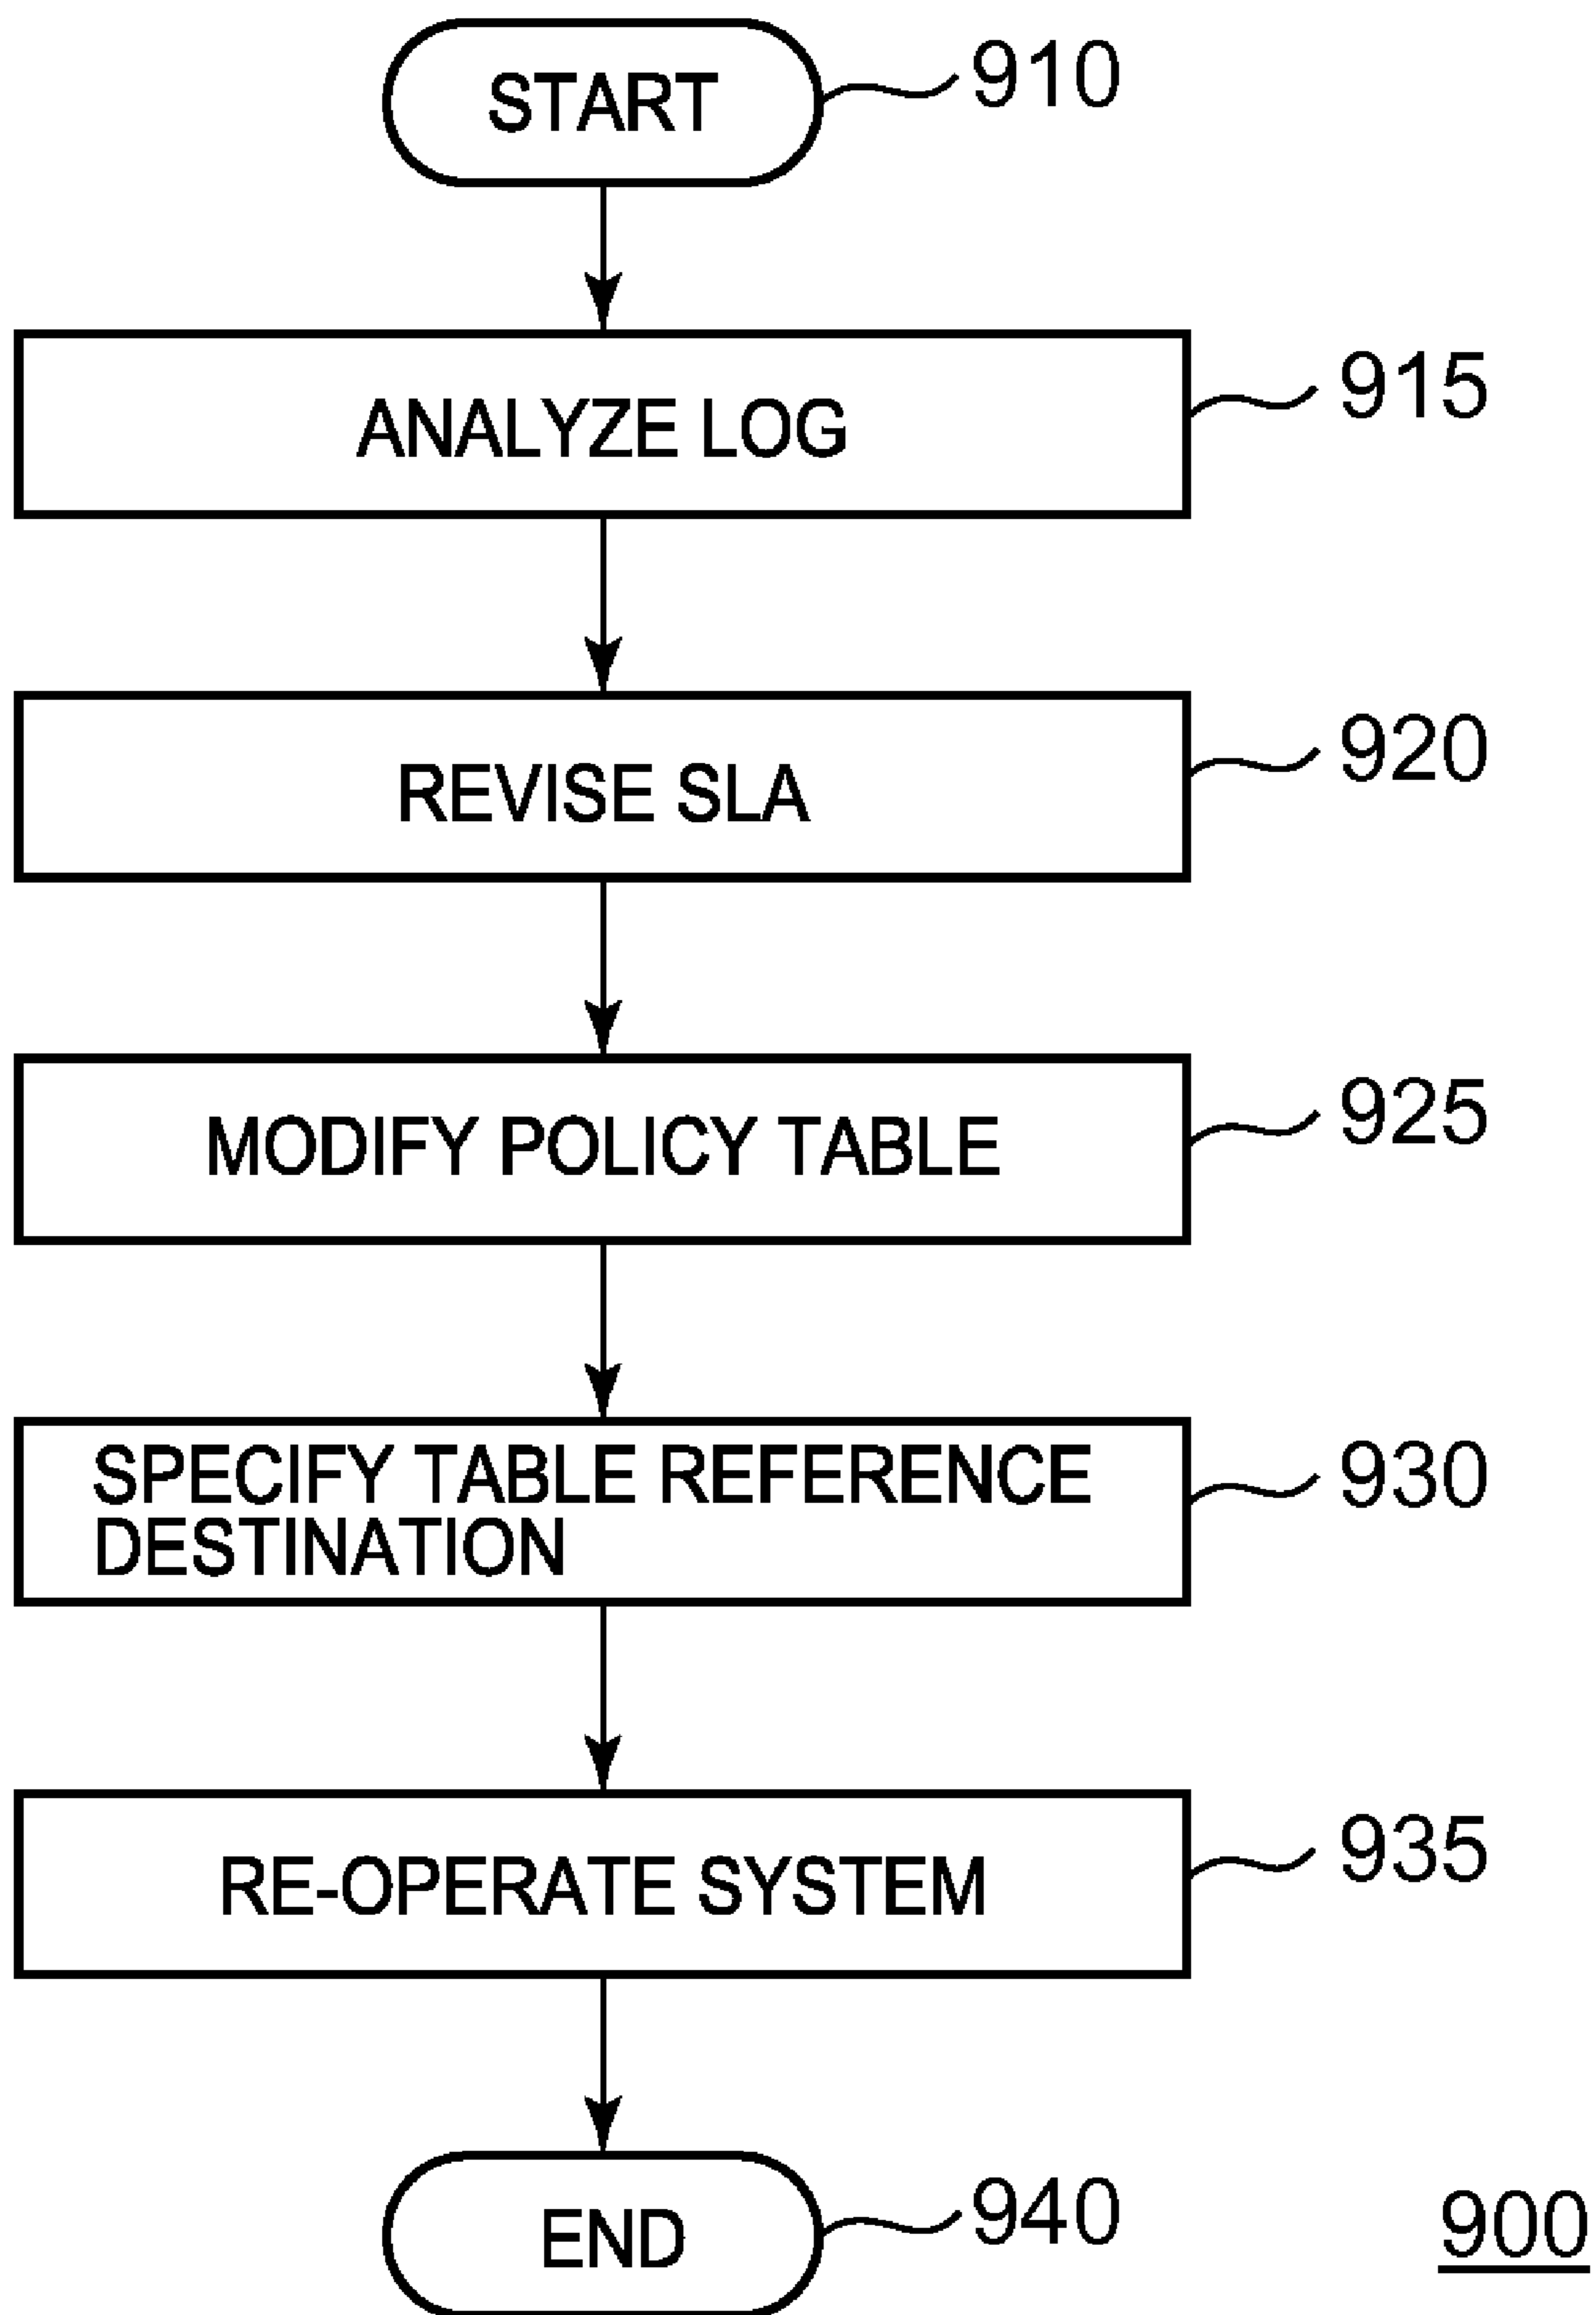 START
910
ANALYZE LOG
915
REVISE SLA
920
MODIFY POLICY TABLE
925
SPECIFY TABLE REFERENCE
DESTINATION
930
RE-OPERATE SYSTEM
935
END
940
900